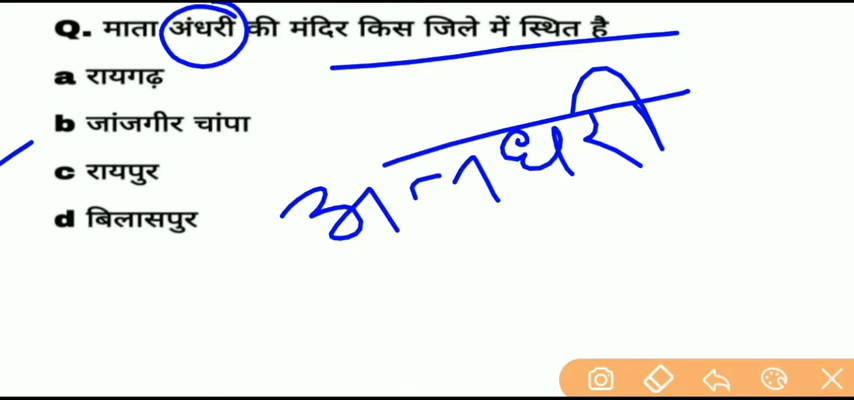 Q. माता अंधरी की मंदिर किस जिले में स्थित है
a रायगढ़
b जांजगीर चांपा
c रायपुर
d बिलासपुर
अन्धरी